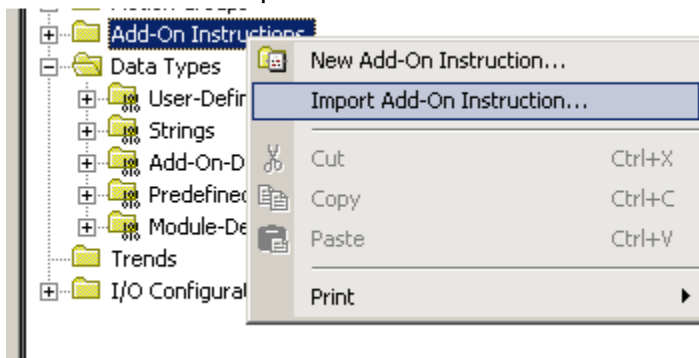 Add-On Instructions
New Add-On Instruction...
Data Types
User-Defin
Import Add-On Instruction...
Strings
Add-On-D
Cut Ctrl+X
Predefined
Copy Ctrl+C
Module-De
Paste Ctrl+V
Trends
I/O Configurat
Print